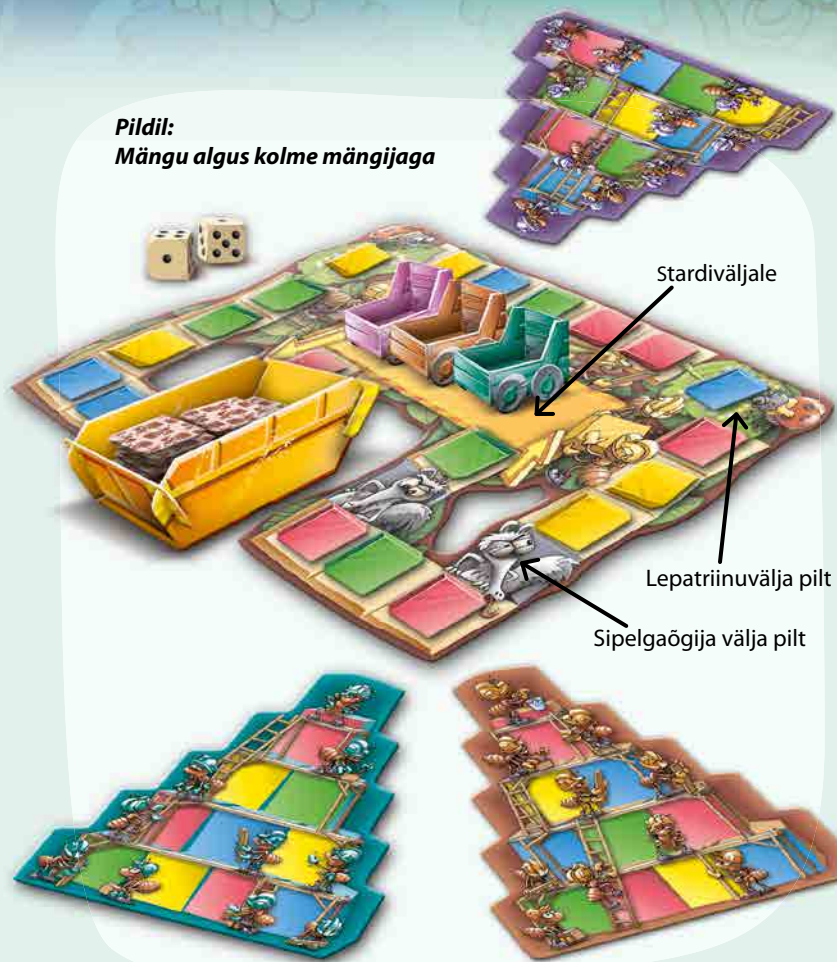 Pildil:
Mängu algus kolme mängijaga
Stardiväljale
Lepatriinuvälja pilt
Sipelgaõgija välja pilt